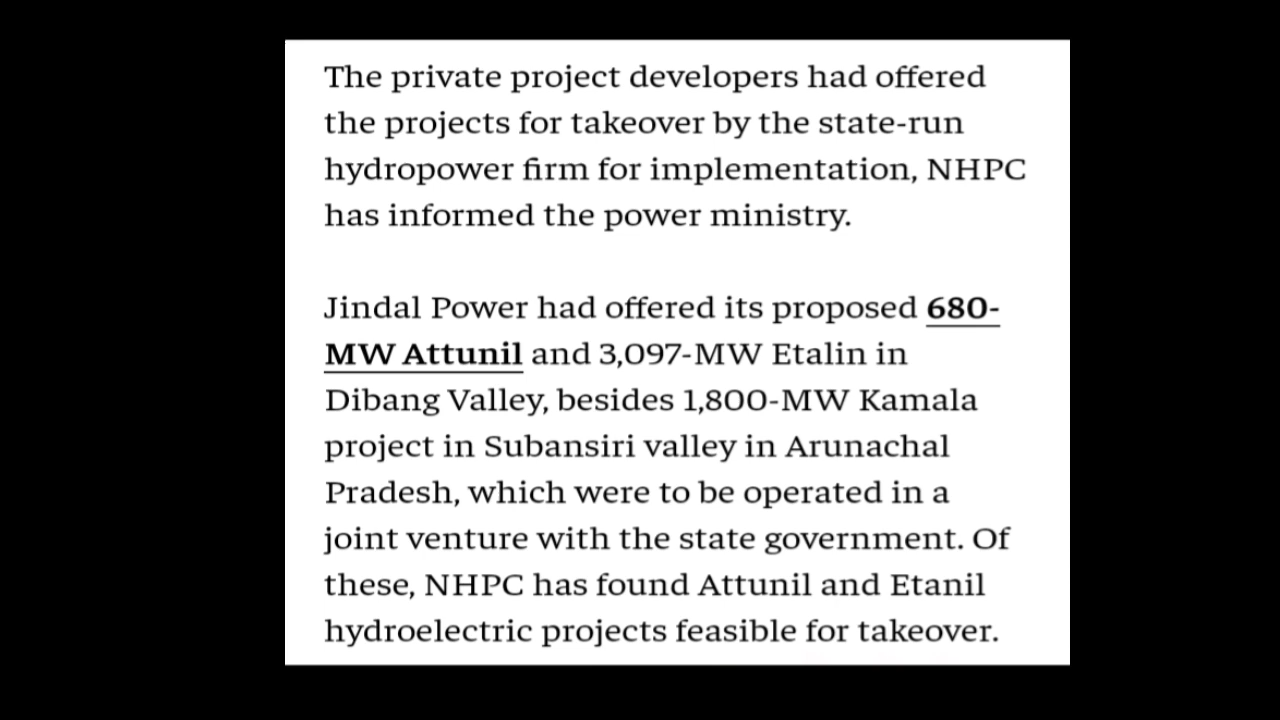 The private project developers had offered
the projects for takeover by the state-run
hydropower firm for implementation, NHPC
has informed the power ministry.
Jindal Power had offered its proposed 680-
MW Attunil and 3,097-MW Etalin in
Dibang Valley, besides 1,800-MW Kamala
project in Subansiri valley in Arunachal
Pradesh, which were to be operated in a
joint venture with the state government. Of
these, NHPC has found Attunil and Etanil
hydroelectric projects feasible for takeover.